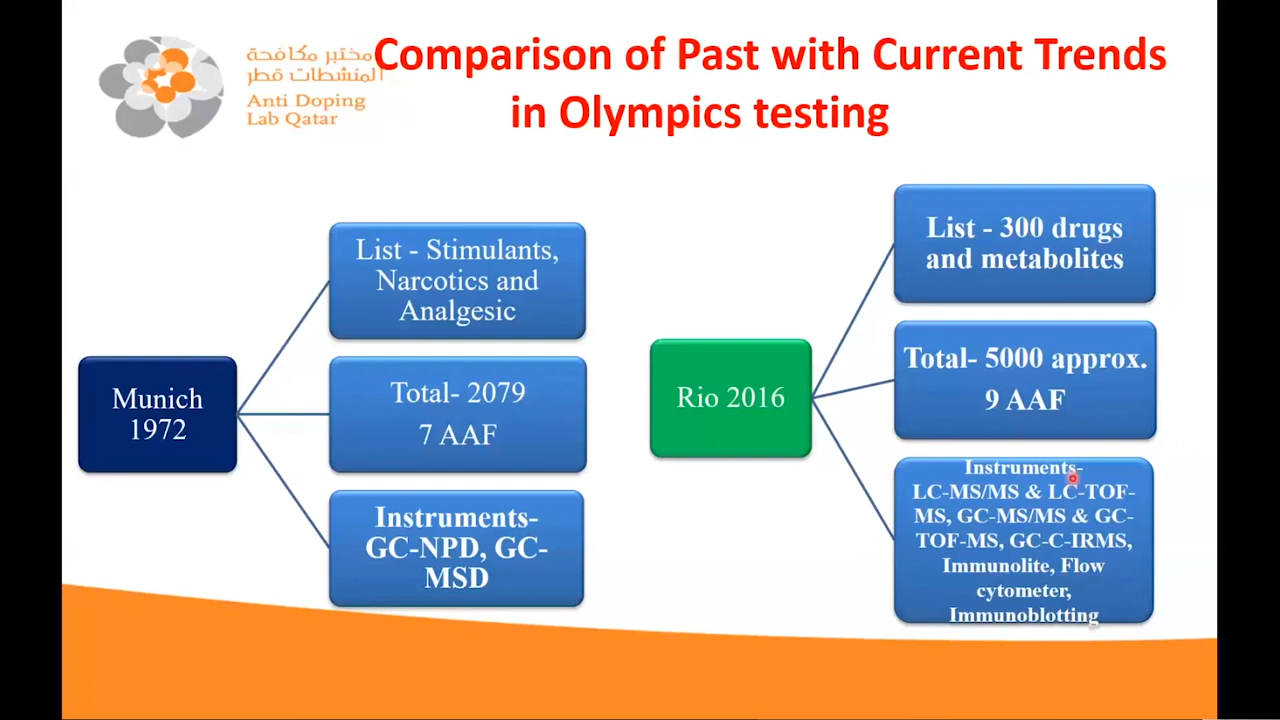 مختبر مكافحة
المنشطات قطر
Anti Doping
Lab Qatar
Comparison of Past with Current Trends
in Olympics testing
Munich
1972
List - Stimulants,
Narcotics and
Analgesic
Total- 2079
7 AAF
Instruments-
GC-NPD, GC-
MSD
Rio 2016
List - 300 drugs
and metabolites
Total- 5000 approx.
9 AAF
Instruments-
LC-MS/MS & LC-TOF-
MS, GC-MS/MS & GC-
TOF-MS, GC-C-IRMS,
Immunolite, Flow
cytometer,
Immunoblotting